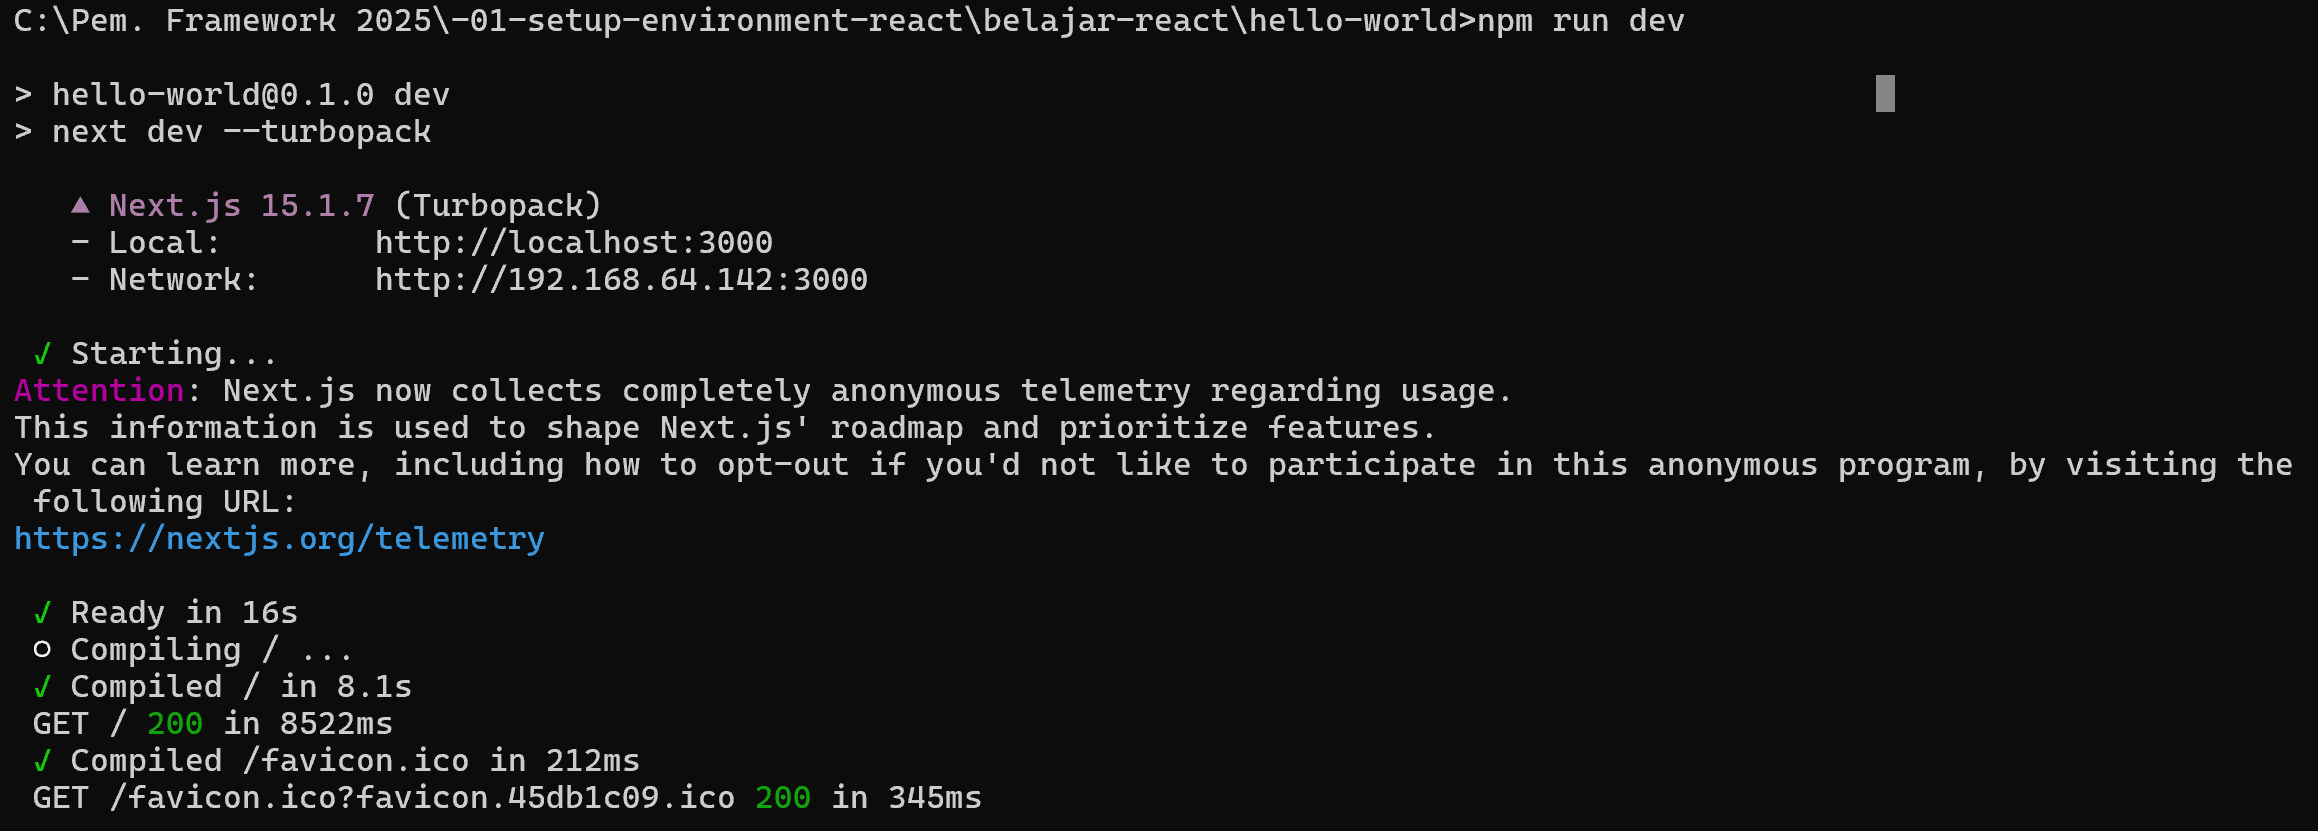 C:\Pem. Framework 2025\-01-setup-environment-react\belajar-react\hello-world>npm run dev
> hello-world@0.1.0 dev
> next dev --turbopack
▲ Next.js 15.1.7 (Turbopack)
- Local:        http://localhost:3000
- Network:      http://192.168.64.142:3000
√ Starting...
Attention: Next.js now collects completely anonymous telemetry regarding usage.
This information is used to shape Next.js' roadmap and prioritize features.
You can learn more, including how to opt-out if you'd not like to participate in this anonymous program, by visiting the
following URL:
https://nextjs.org/telemetry
√ Ready in 16s
○ Compiling / ...
√ Compiled / in 8.1s
GET / 200 in 8522ms
√ Compiled /favicon.ico in 212ms
GET /favicon.ico?favicon.45db1c09.ico 200 in 345ms